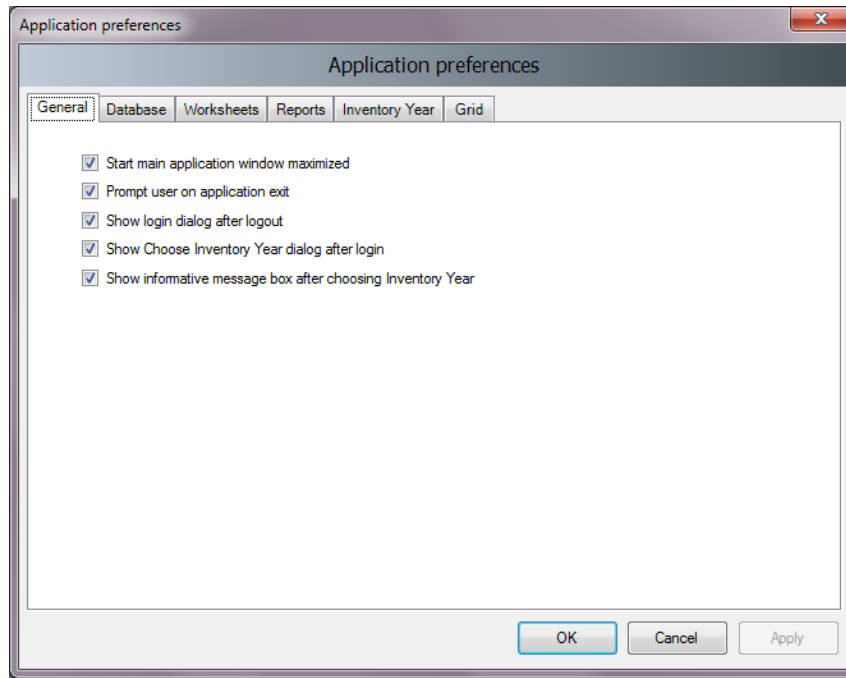 Application preferences
Application preferences
General Database Worksheets Reports Inventory Year Grid
Start main application window maximized
Prompt user on application exit
Show login dialog after logout
Show Choose Inventory Year dialog after login
Show informative message box after choosing Inventory Year
OK Cancel Apply